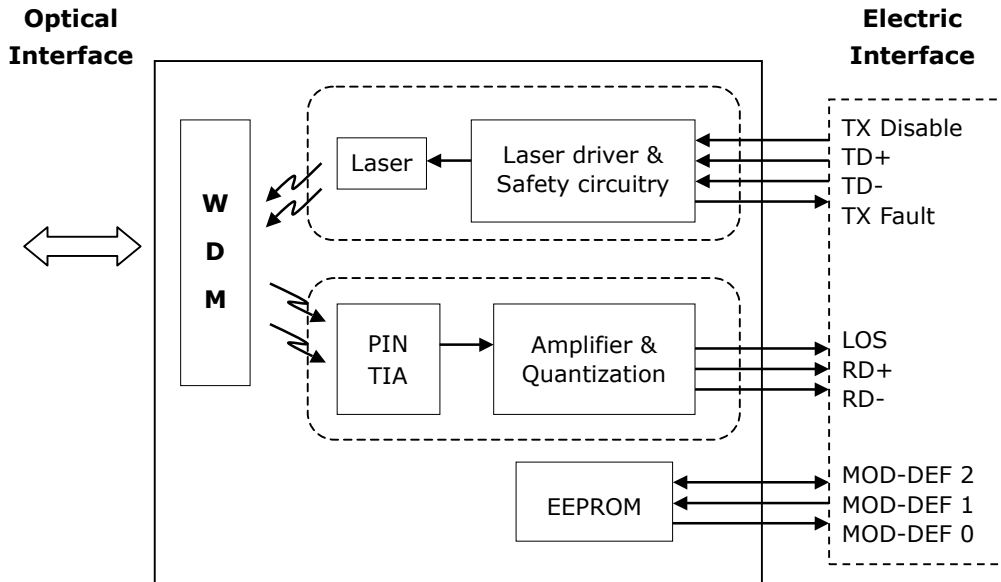 Optical
Interface
Electric
Interface
W
D
M
Laser
Laser driver &
Safety circuitry
TX Disable
TD+
TD-
TX Fault
PIN
TIA
Amplifier &
Quantization
LOS
RD+
RD-
EEPROM
MOD-DEF 2
MOD-DEF 1
MOD-DEF 0